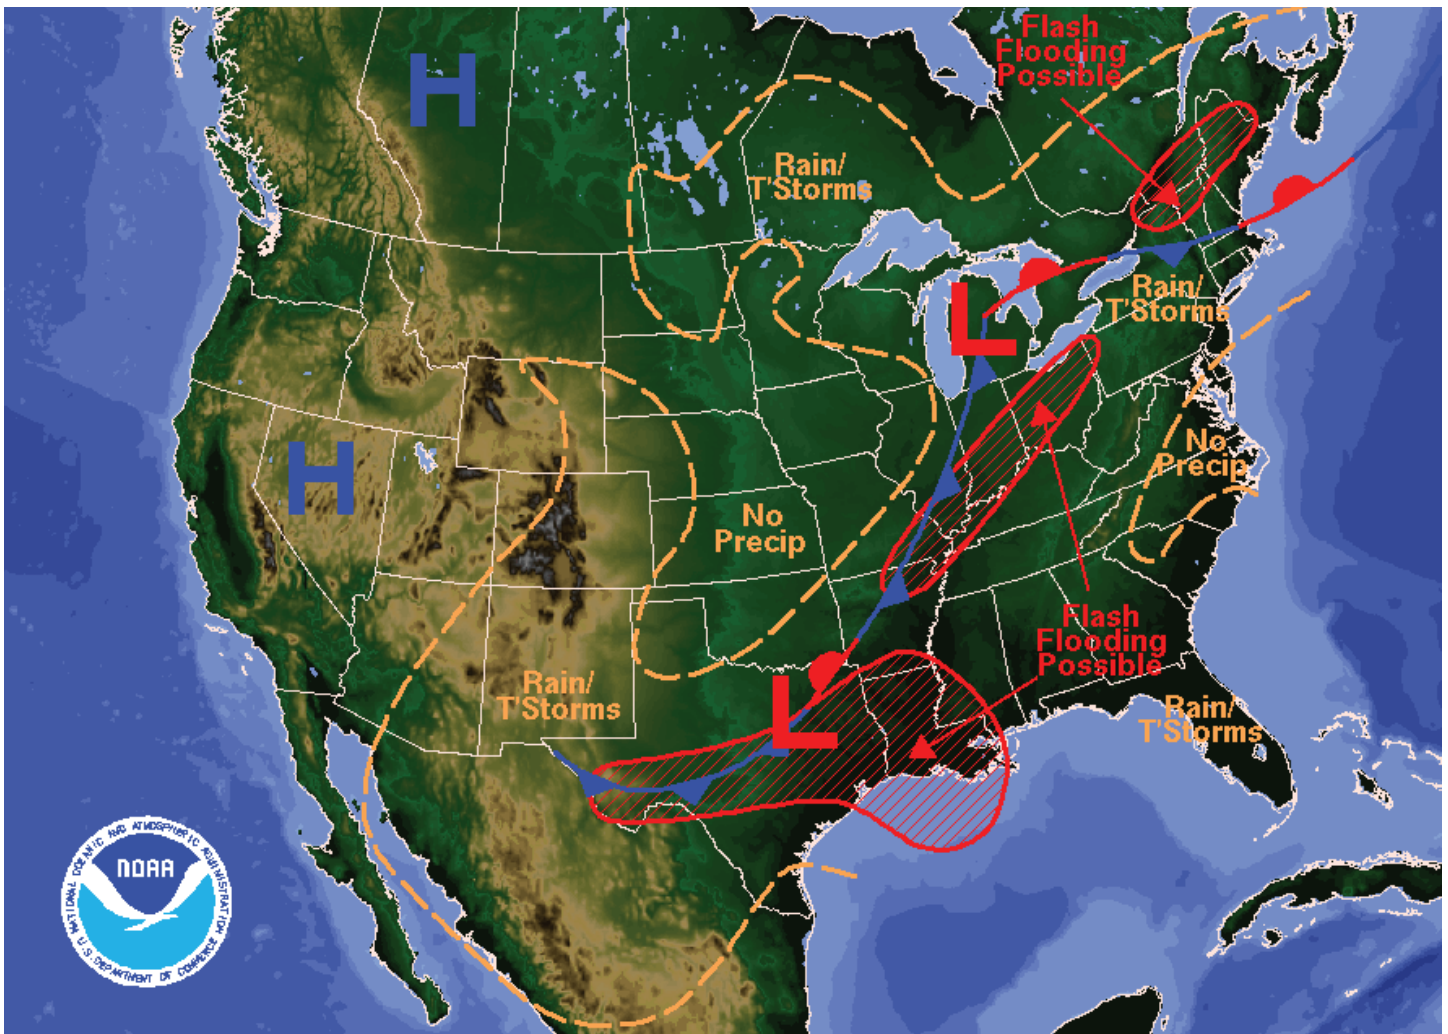 Flash
Flooding
Possible
H
Rain/
T'Storms
Rain/
T'Storms
L
H
No
Precip
No
Precip
Flash
Flooding
Possible
Rain/
T'Storms
L
Rain/
T'Storms
NATIONAL OCEANIC AND ATMOSPHERIC ADMINISTRATION
NOAA
U.S. DEPARTMENT OF COMMERCE